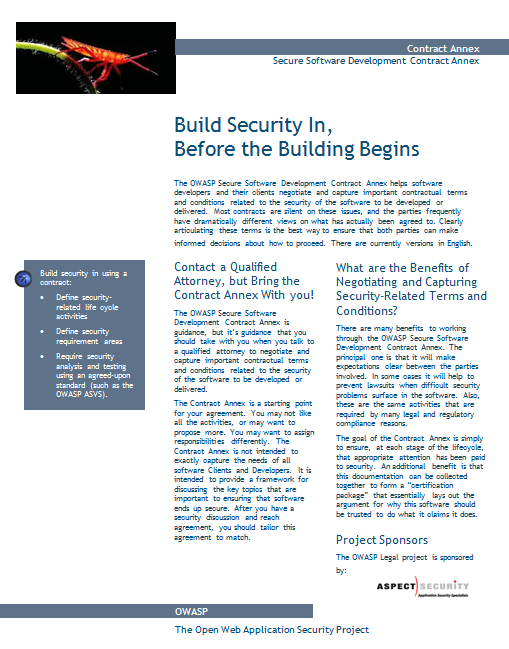 Contract Annex
Secure Software Development Contract Annex
Build Security In,
Before the Building Begins
The OWASP Secure Software Development Contract Annex helps software
developers and their clients negotiate and capture important contractual terms
and conditions related to the security of the software to be developed or
delivered. Most contracts are silent on these issues, and the parties frequently
have dramatically different views on what has actually been agreed to. Clearly
articulating these terms is the best way to ensure that both parties can make
informed decisions about how to proceed. There are currently versions in English.
Build security in using a
contract:
• Define security-
related life cycle
activities
• Define security
requirement areas
• Require security
analysis and testing
using an agreed-upon
standard (such as the
OWASP ASVS).
Contact a Qualified
Attorney, but Bring the
Contract Annex With you!
The OWASP Secure Software
Development Contract Annex is
guidance, but it's guidance that you
should take with you when you talk to
a qualified attorney to negotiate and
capture important contractual terms
and conditions related to the security
of the software to be developed or
delivered.
The Contract Annex is a starting point
for your agreement. You may not like
all the activities, or may want to
propose more. You may want to assign
responsibilities differently. The
Contract Annex is not intended to
exactly capture the needs of all
software Clients and Developers. It is
intended to provide a framework for
discussing the key topics that are
important to ensuring that software
ends up secure. After you have a
security disussion and reach
agreement, you should tailor this
agreement to match.
What are the Benefits of
Negotiating and Capturing
Security-Related Terms and
Conditions?
There are many benefits to working
through the OWASP Secure Software
Development Contract Annex. The
principal one is that it will make
expectations clear between the parties
involved. In some cases it will help to
prevent lawsuits when difficult security
problems surface in the software. Also,
these are the same activities that are
required by many legal and regulatory
compliance reasons.
The goal of the Contract Annex is simply
to ensure, at each stage of the lifecycle,
that appropriate attention has been paid
to security. An additional benefit is that
this documentation can be collected
together to form a "certification
package" that essentially lays out the
argument for why this software should
be trusted to do what it claims it does.
Project Sponsors
The OWASP Legal project is sponsored
by:
ASPECT SECURITY
Application Security Specialists
OWASP
The Open Web Application Security Project